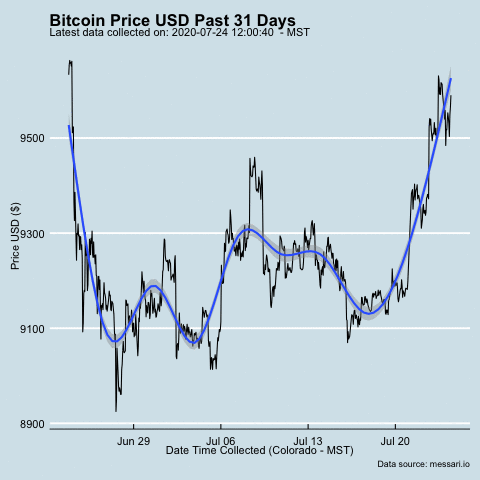 Bitcoin Price USD Past 31 Days
Latest data collected on: 2020-07-24 12:00:40 - MST
Price USD ($)
9500
9300
9100
8900
Jun 29
Jul 06
Jul 13
Jul 20
Date Time Collected (Colorado - MST)
Data source: messari.io